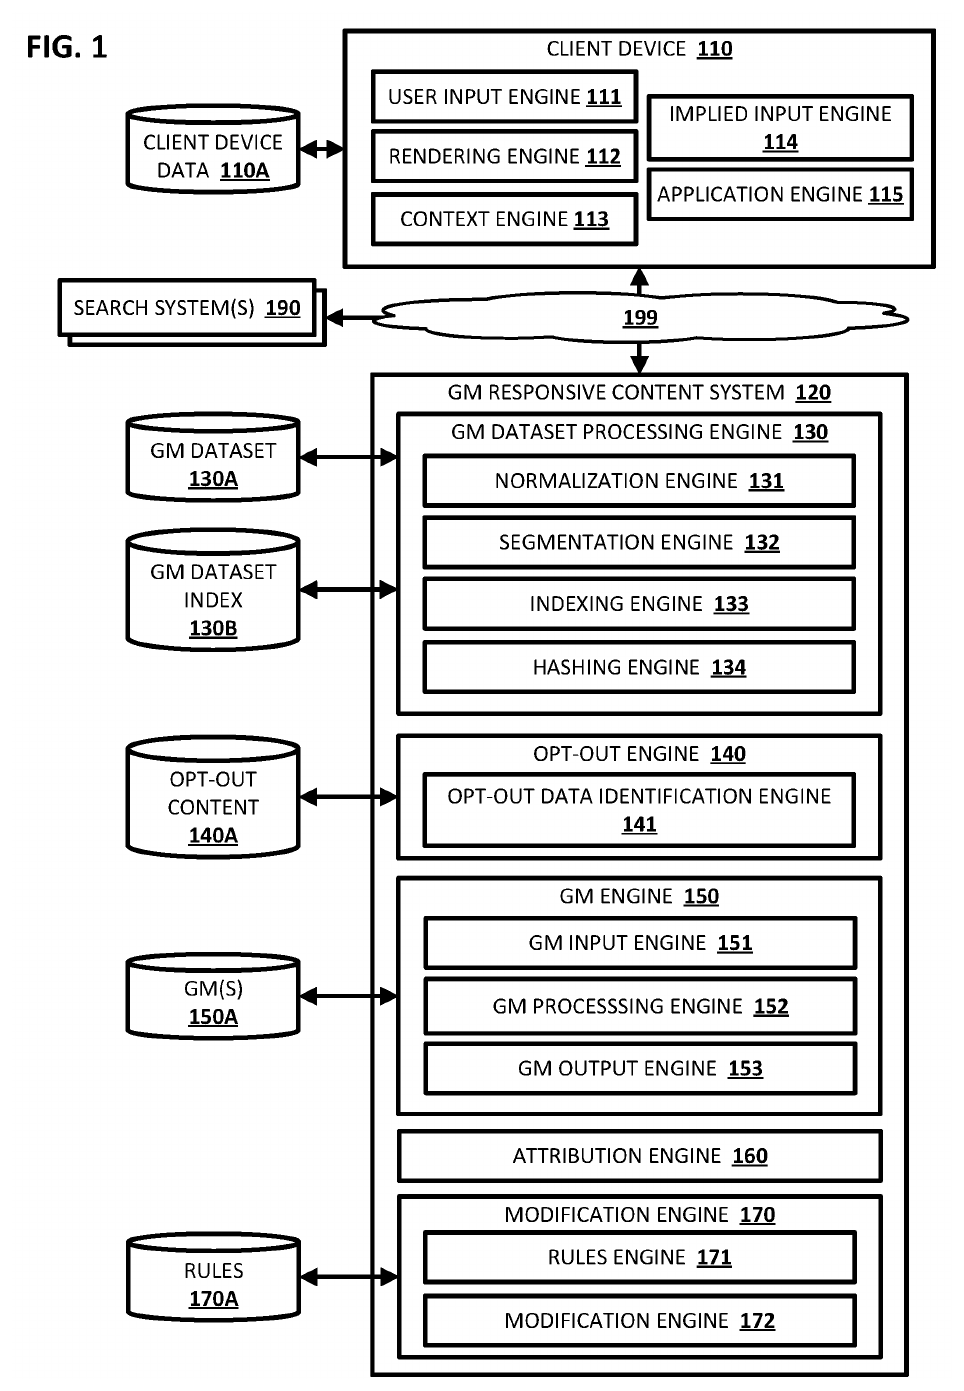 FIG. 1
CLIENT DEVICE 110
USER INPUT ENGINE 111
RENDERING ENGINE 112
CONTEXT ENGINE 113
IMPLIED INPUT ENGINE
114
APPLICATION ENGINE 115
CLIENT DEVICE
DATA 110A
SEARCH SYSTEM(S) 190
199
GM RESPONSIVE CONTENT SYSTEM 120
GM DATASET PROCESSING ENGINE 130
NORMALIZATION ENGINE 131
SEGMENTATION ENGINE 132
INDEXING ENGINE 133
HASHING ENGINE 134
GM DATASET
130A
GM DATASET
INDEX
130B
OPT-OUT ENGINE 140
OPT-OUT DATA IDENTIFICATION ENGINE
141
OPT-OUT
CONTENT
140A
GM ENGINE 150
GM INPUT ENGINE 151
GM PROCESSSING ENGINE 152
GM OUTPUT ENGINE 153
GM(S)
150A
ATTRIBUTION ENGINE 160
MODIFICATION ENGINE 170
RULES ENGINE 171
MODIFICATION ENGINE 172
RULES
170A